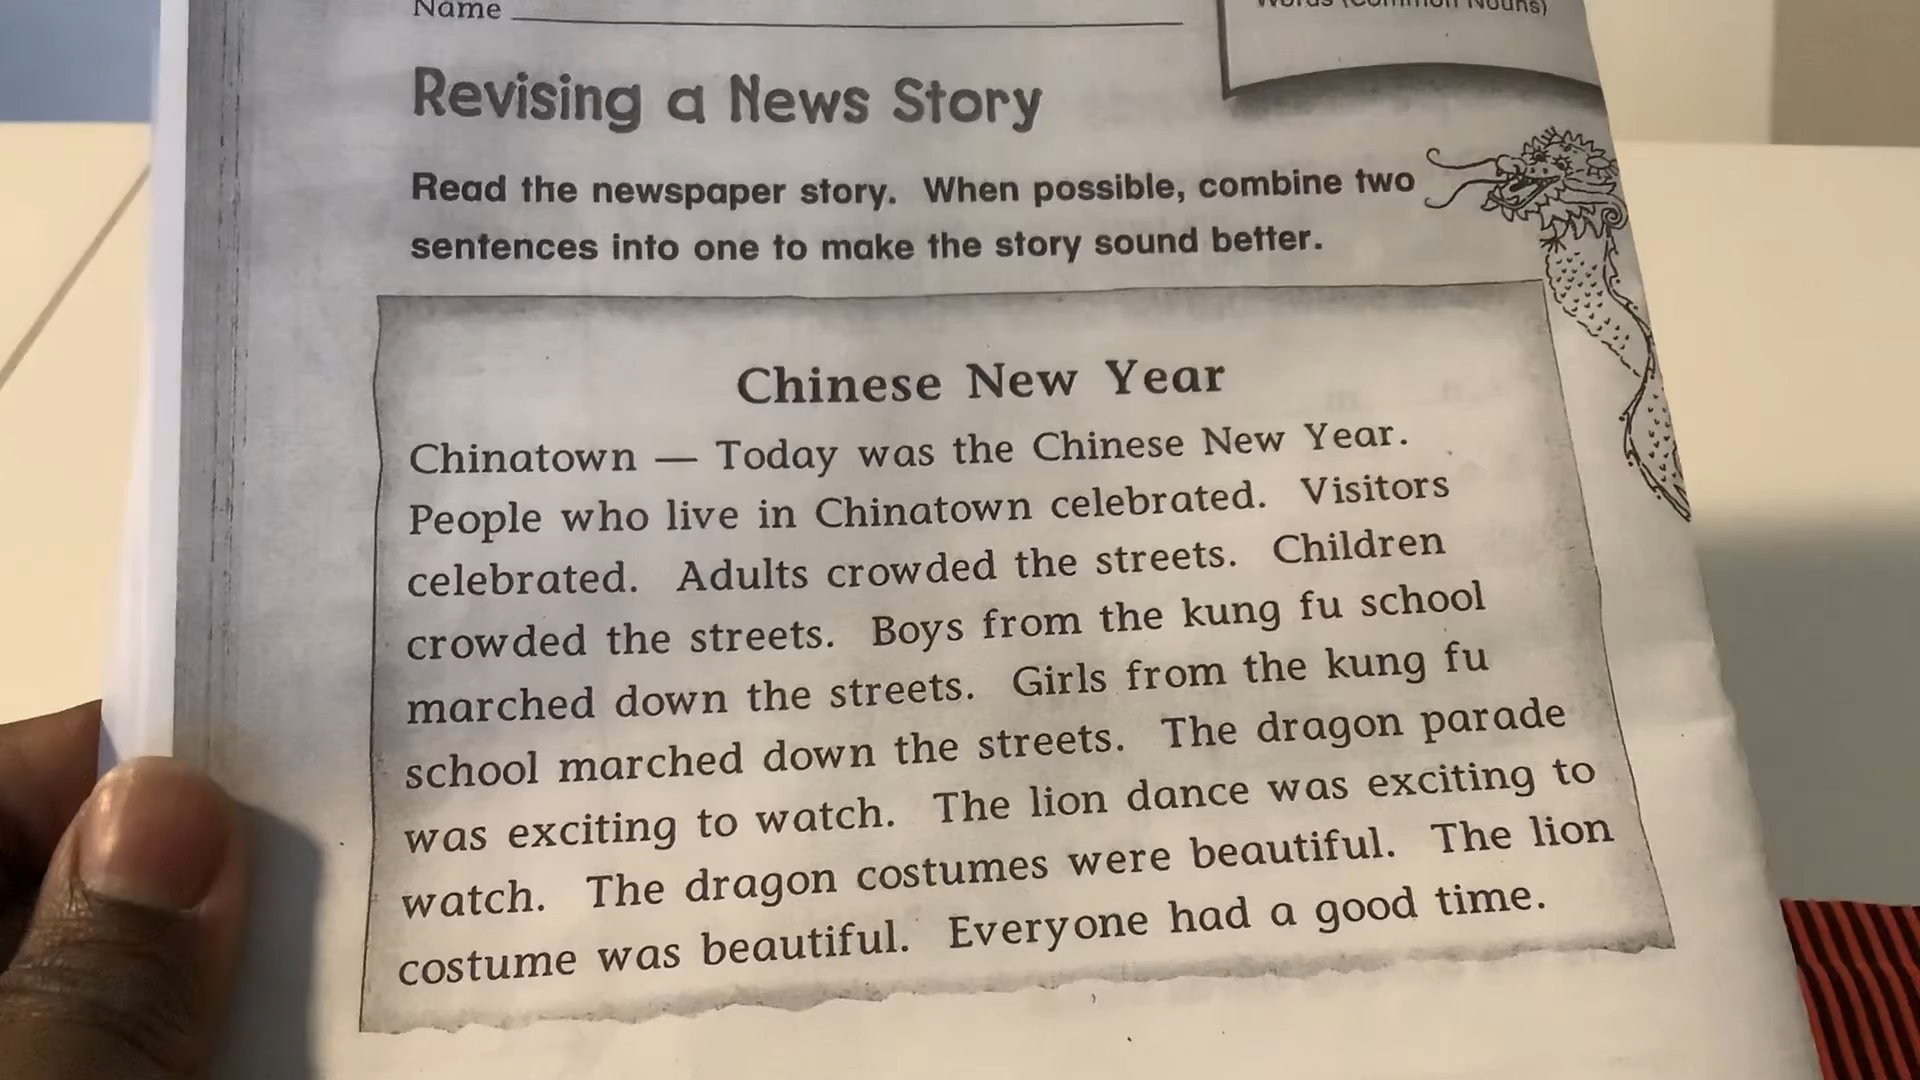 Name
Words (Common Nouns)
Revising a News Story
Read the newspaper story. When possible, combine two
sentences into one to make the story sound better.
Chinese New Year
Chinatown — Today was the Chinese New Year.
People who live in Chinatown celebrated. Visitors
celebrated. Adults crowded the streets. Children
crowded the streets. Boys from the kung fu school
marched down the streets. Girls from the kung fu
school marched down the streets. The dragon parade
was exciting to watch. The lion dance was exciting to
watch. The dragon costumes were beautiful. The lion
costume was beautiful. Everyone had a good time.